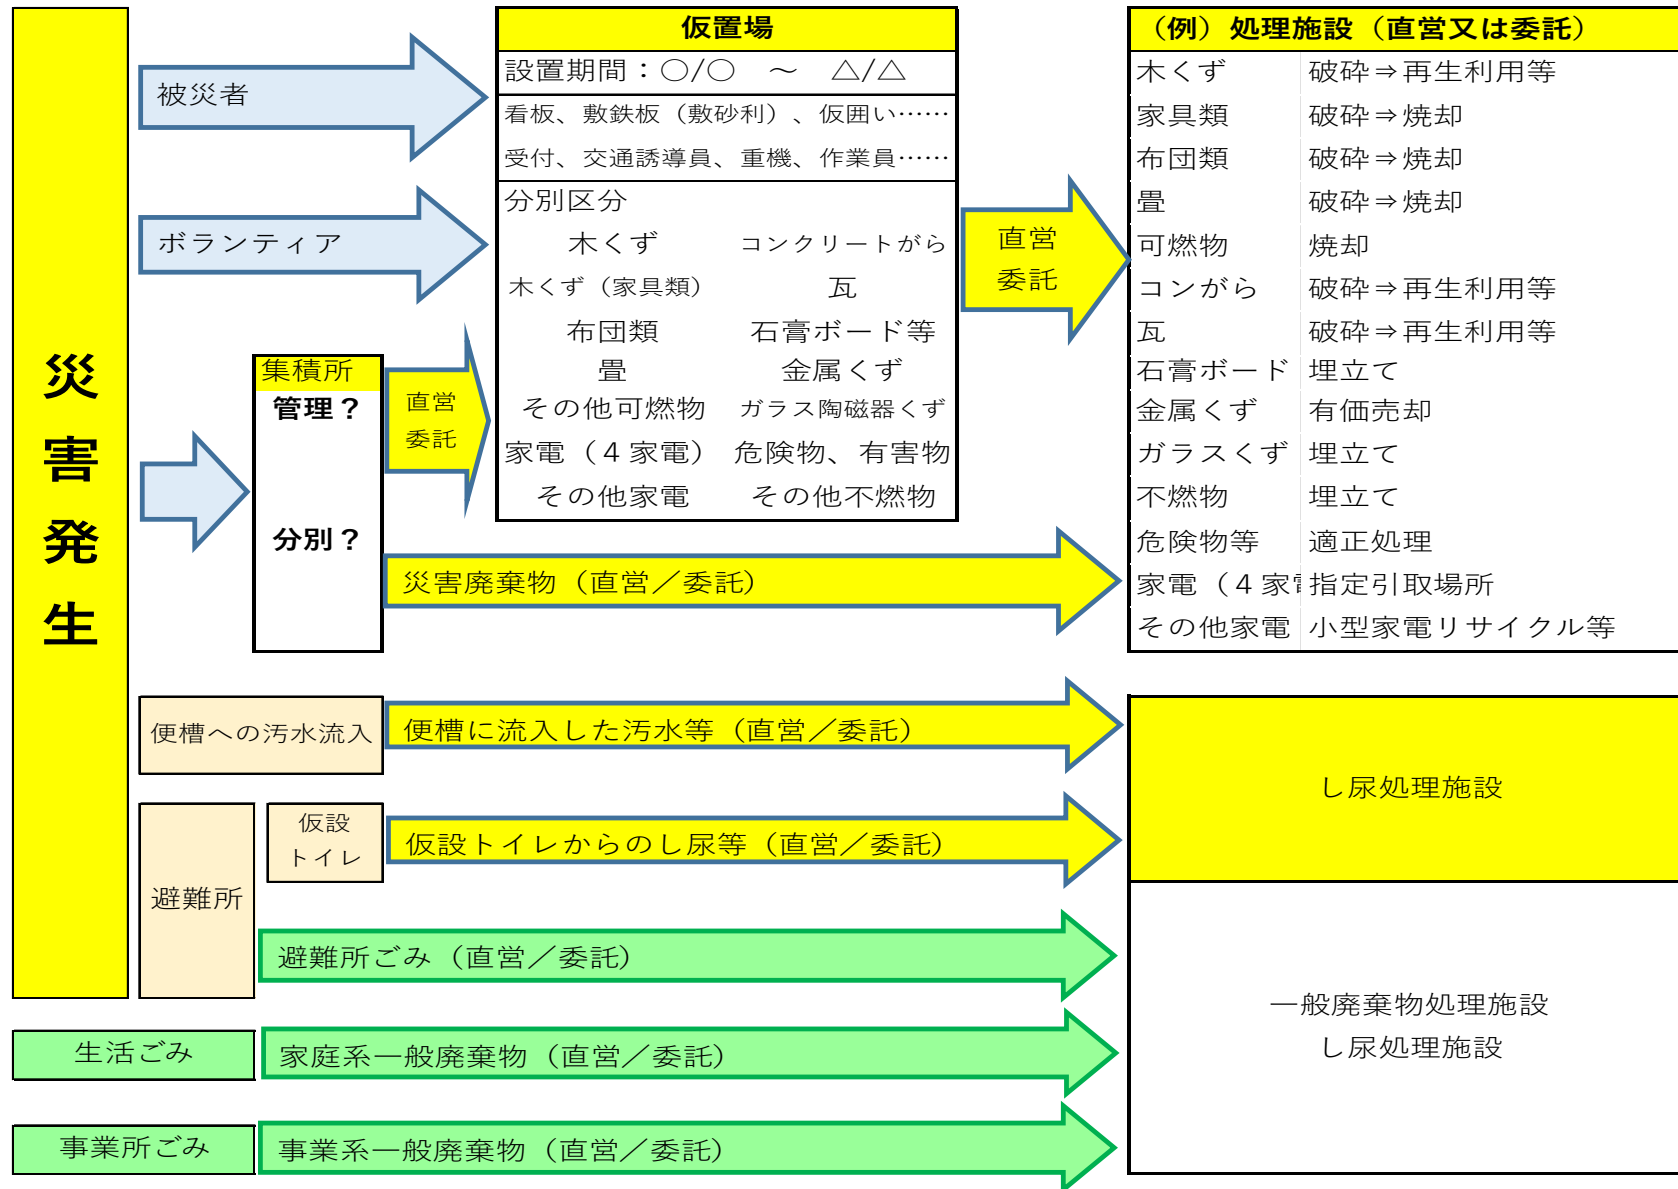 災
害
発
生
被災者
ボランティア
集積所
管理？
分別？
直営
委託
仮置場
設置期間：○/○　～　△/△
看板、敷鉄板（敷砂利）、仮囲い……
受付、交通誘導員、重機、作業員……
分別区分
木くず　コンクリートがら
木くず（家具類）　瓦
布団類　石膏ボード等
畳　金属くず
その他可燃物　ガラス陶磁器くず
家電（４家電）　危険物、有害物
その他家電　その他不燃物
直営
委託
災害廃棄物（直営／委託）
（例）処理施設（直営又は委託）
木くず　破砕⇒再生利用等
家具類　破砕⇒焼却
布団類　破砕⇒焼却
畳　破砕⇒焼却
可燃物　焼却
コンがら　破砕⇒再生利用等
瓦　破砕⇒再生利用等
石膏ボード　埋立て
金属くず　有価売却
ガラスくず　埋立て
不燃物　埋立て
危険物等　適正処理
家電（４家　指定引取場所
その他家電　小型家電リサイクル等
便槽への汚水流入
便槽に流入した汚水等（直営／委託）
避難所
仮設
トイレ
仮設トイレからのし尿等（直営／委託）
し尿処理施設
避難所ごみ（直営／委託）
生活ごみ
家庭系一般廃棄物（直営／委託）
事業所ごみ
事業系一般廃棄物（直営／委託）
一般廃棄物処理施設
し尿処理施設